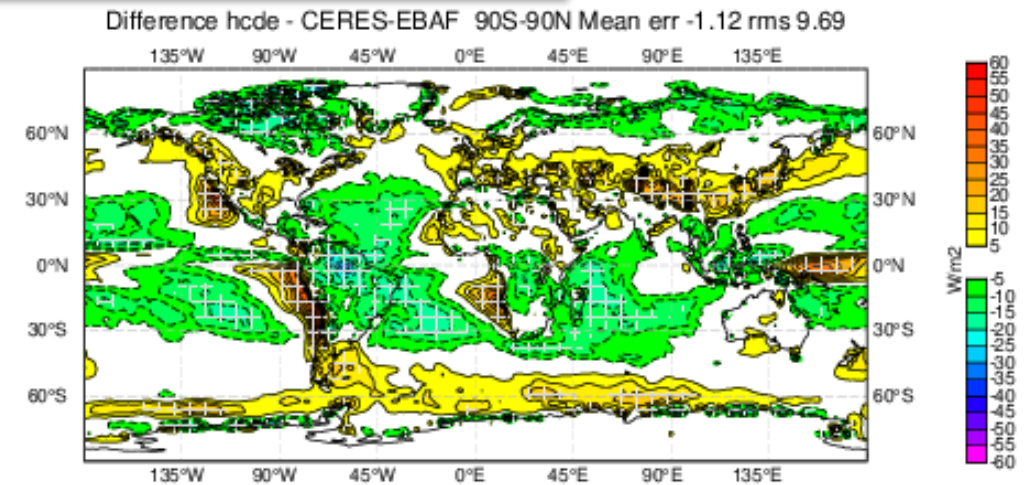 Difference hcde - CERES-EBAF 90S-90N Mean err -1.12 rms 9.69
135°W 90°W 45°W 0°E 45°E 90°E 135°E
60°N 60°N
30°N 30°N
0°N 0°N
30°S 30°S
60°S 60°S
135°W 90°W 45°W 0°E 45°E 90°E 135°E
60
55
50
45
40
35
30
25
20
15
10
5
W/m2
-5
-10
-15
-20
-25
-30
-35
-40
-45
-50
-55
-60